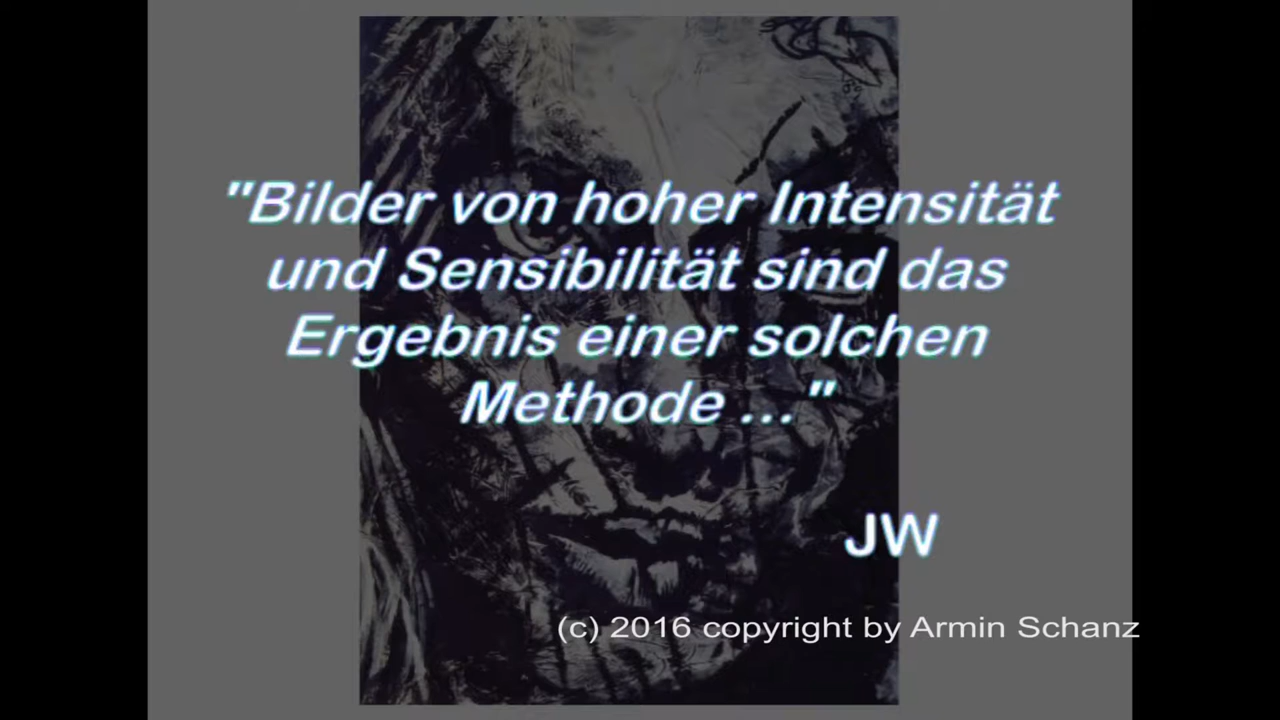 "Bilder von hoher Intensität
und Sensibilität sind das
Ergebnis einer solchen
Methode ..."
JW
(c) 2016 copyright by Armin Schanz